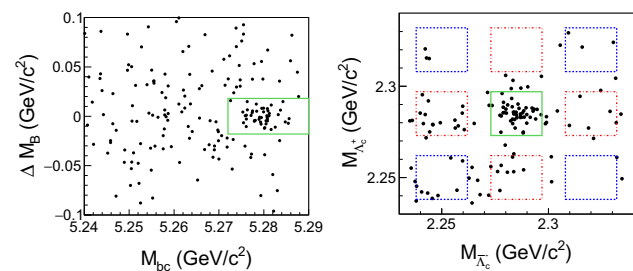 0.1
0.05
0
−0.05
−0.1
5.24 5.25 5.26 5.27 5.28 5.29
Δ M_B (GeV/c²)
M_bc (GeV/c²)
2.3
2.25
2.25 2.3
M_Λc⁺ (GeV/c²)
M_Λ̄c⁻ (GeV/c²)